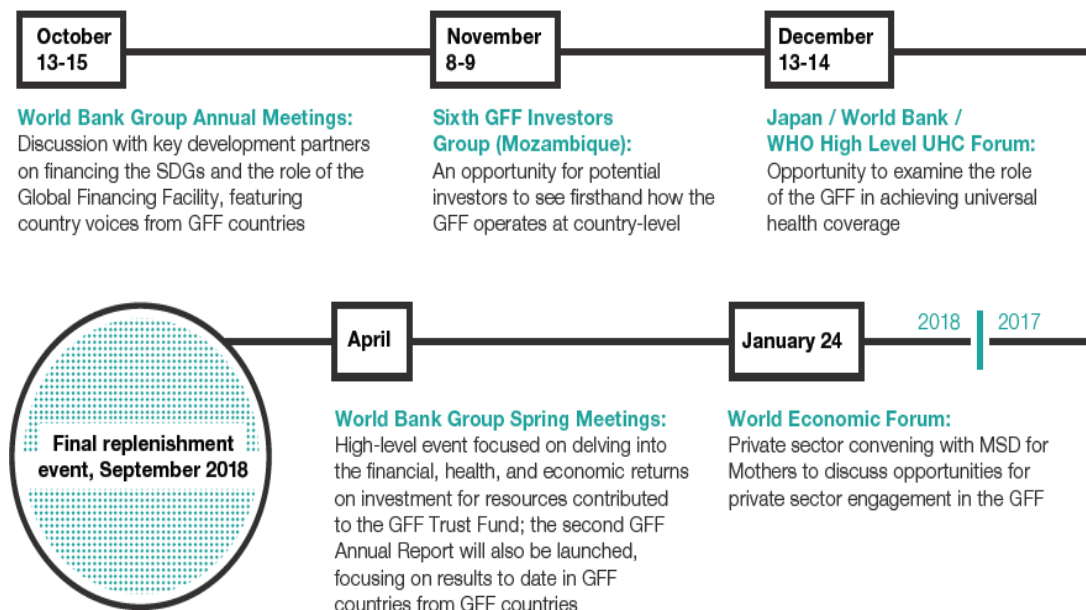 October
13-15
November
8-9
December
13-14
World Bank Group Annual Meetings:
Discussion with key development partners
on financing the SDGs and the role of the
Global Financing Facility, featuring
country voices from GFF countries
Sixth GFF Investors
Group (Mozambique):
An opportunity for potential
investors to see firsthand how the
GFF operates at country-level
Japan / World Bank /
WHO High Level UHC Forum:
Opportunity to examine the role
of the GFF in achieving universal
health coverage
Final replenishment
event, September 2018
April
January 24
2018
2017
World Bank Group Spring Meetings:
High-level event focused on delving into
the financial, health, and economic returns
on investment for resources contributed
to the GFF Trust Fund; the second GFF
Annual Report will also be launched,
focusing on results to date in GFF
countries from GFF countries
World Economic Forum:
Private sector convening with MSD for
Mothers to discuss opportunities for
private sector engagement in the GFF